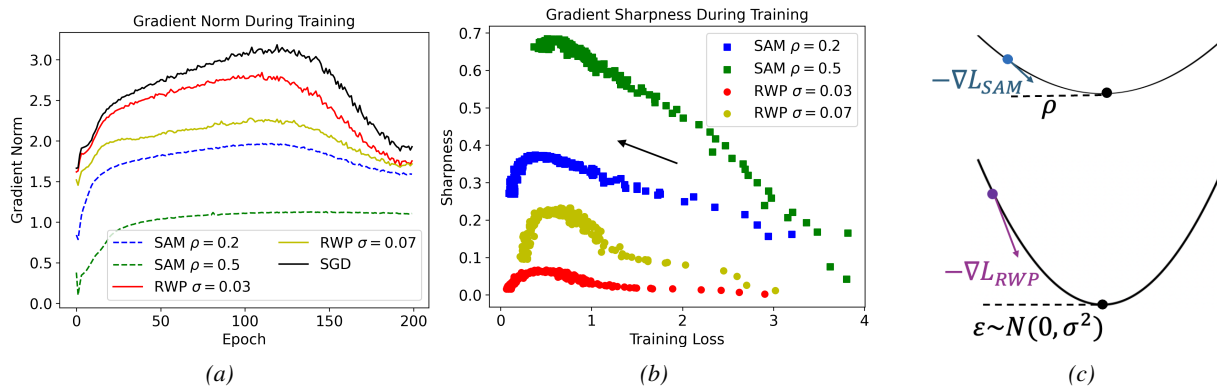 Gradient Norm During Training
Gradient Norm
3.0
2.5
2.0
1.5
1.0
0.5
0.0
SAM ρ = 0.2
SAM ρ = 0.5
RWP σ = 0.03
RWP σ = 0.07
SGD
0 50 100 150 200
Epoch
(a)
Gradient Sharpness During Training
Sharpness
0.7
0.6
0.5
0.4
0.3
0.2
0.1
0.0
SAM ρ = 0.2
SAM ρ = 0.5
RWP σ = 0.03
RWP σ = 0.07
0 1 2 3 4
Training Loss
(b)
−∇L_SAM
ρ
−∇L_RWP
ε~N(0, σ²)
(c)